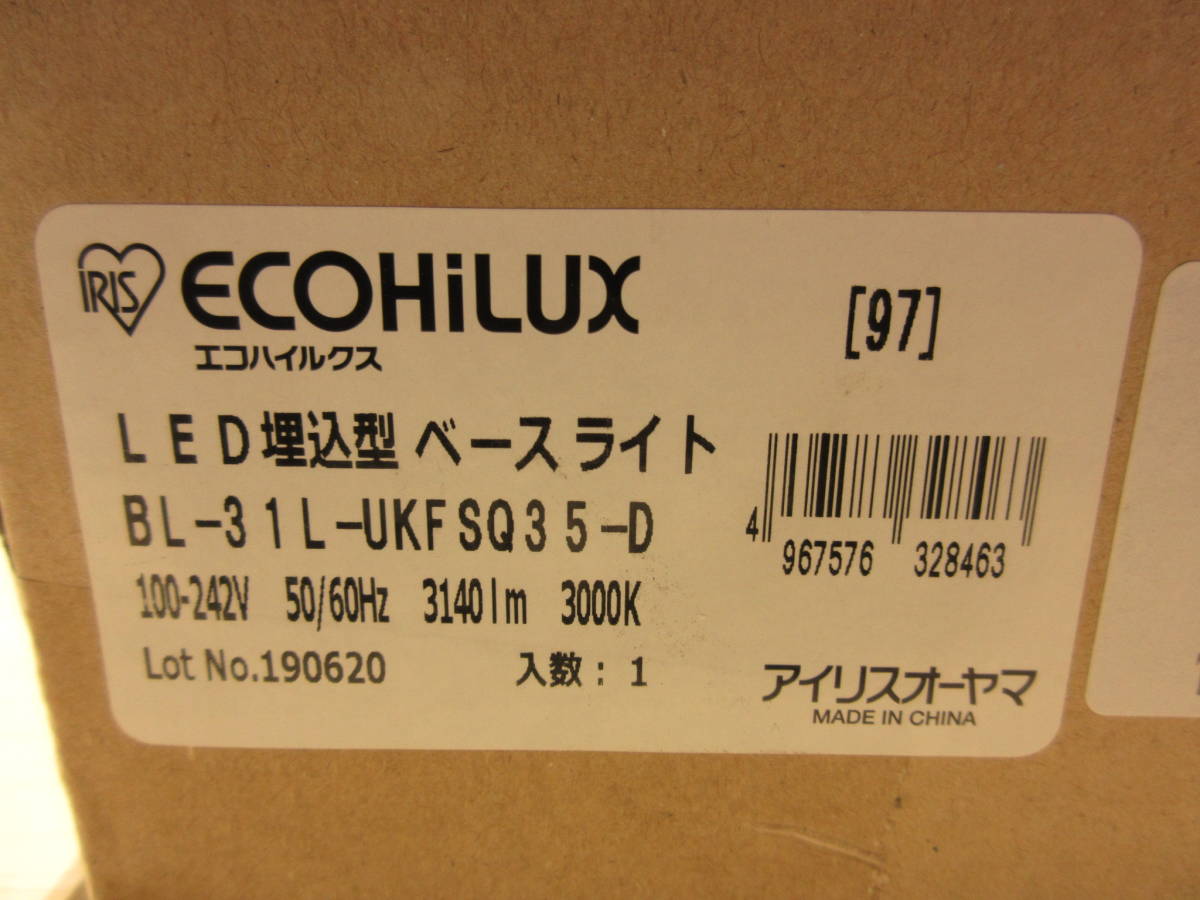 IRIS ECOHiLUX
エコハイルクス
[97]
LED埋込型 ベースライト
BL-31L-UKFSQ35-D
100-242V 50/60Hz 3140lm 3000K
Lot No.190620 入数:1
4 967576 328463
アイリスオーヤマ
MADE IN CHINA